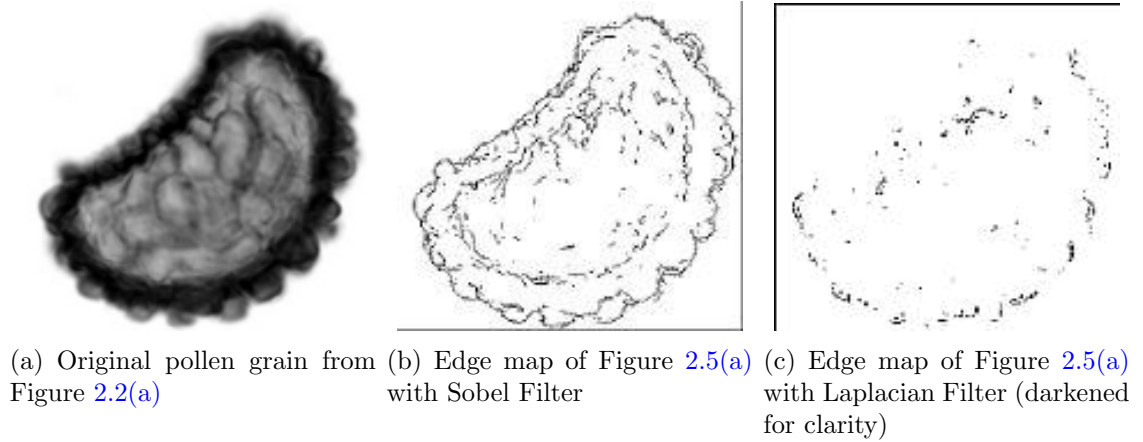 (a) Original pollen grain from
Figure 2.2(a)
(b) Edge map of Figure 2.5(a)
with Sobel Filter
(c) Edge map of Figure 2.5(a)
with Laplacian Filter (darkened
for clarity)